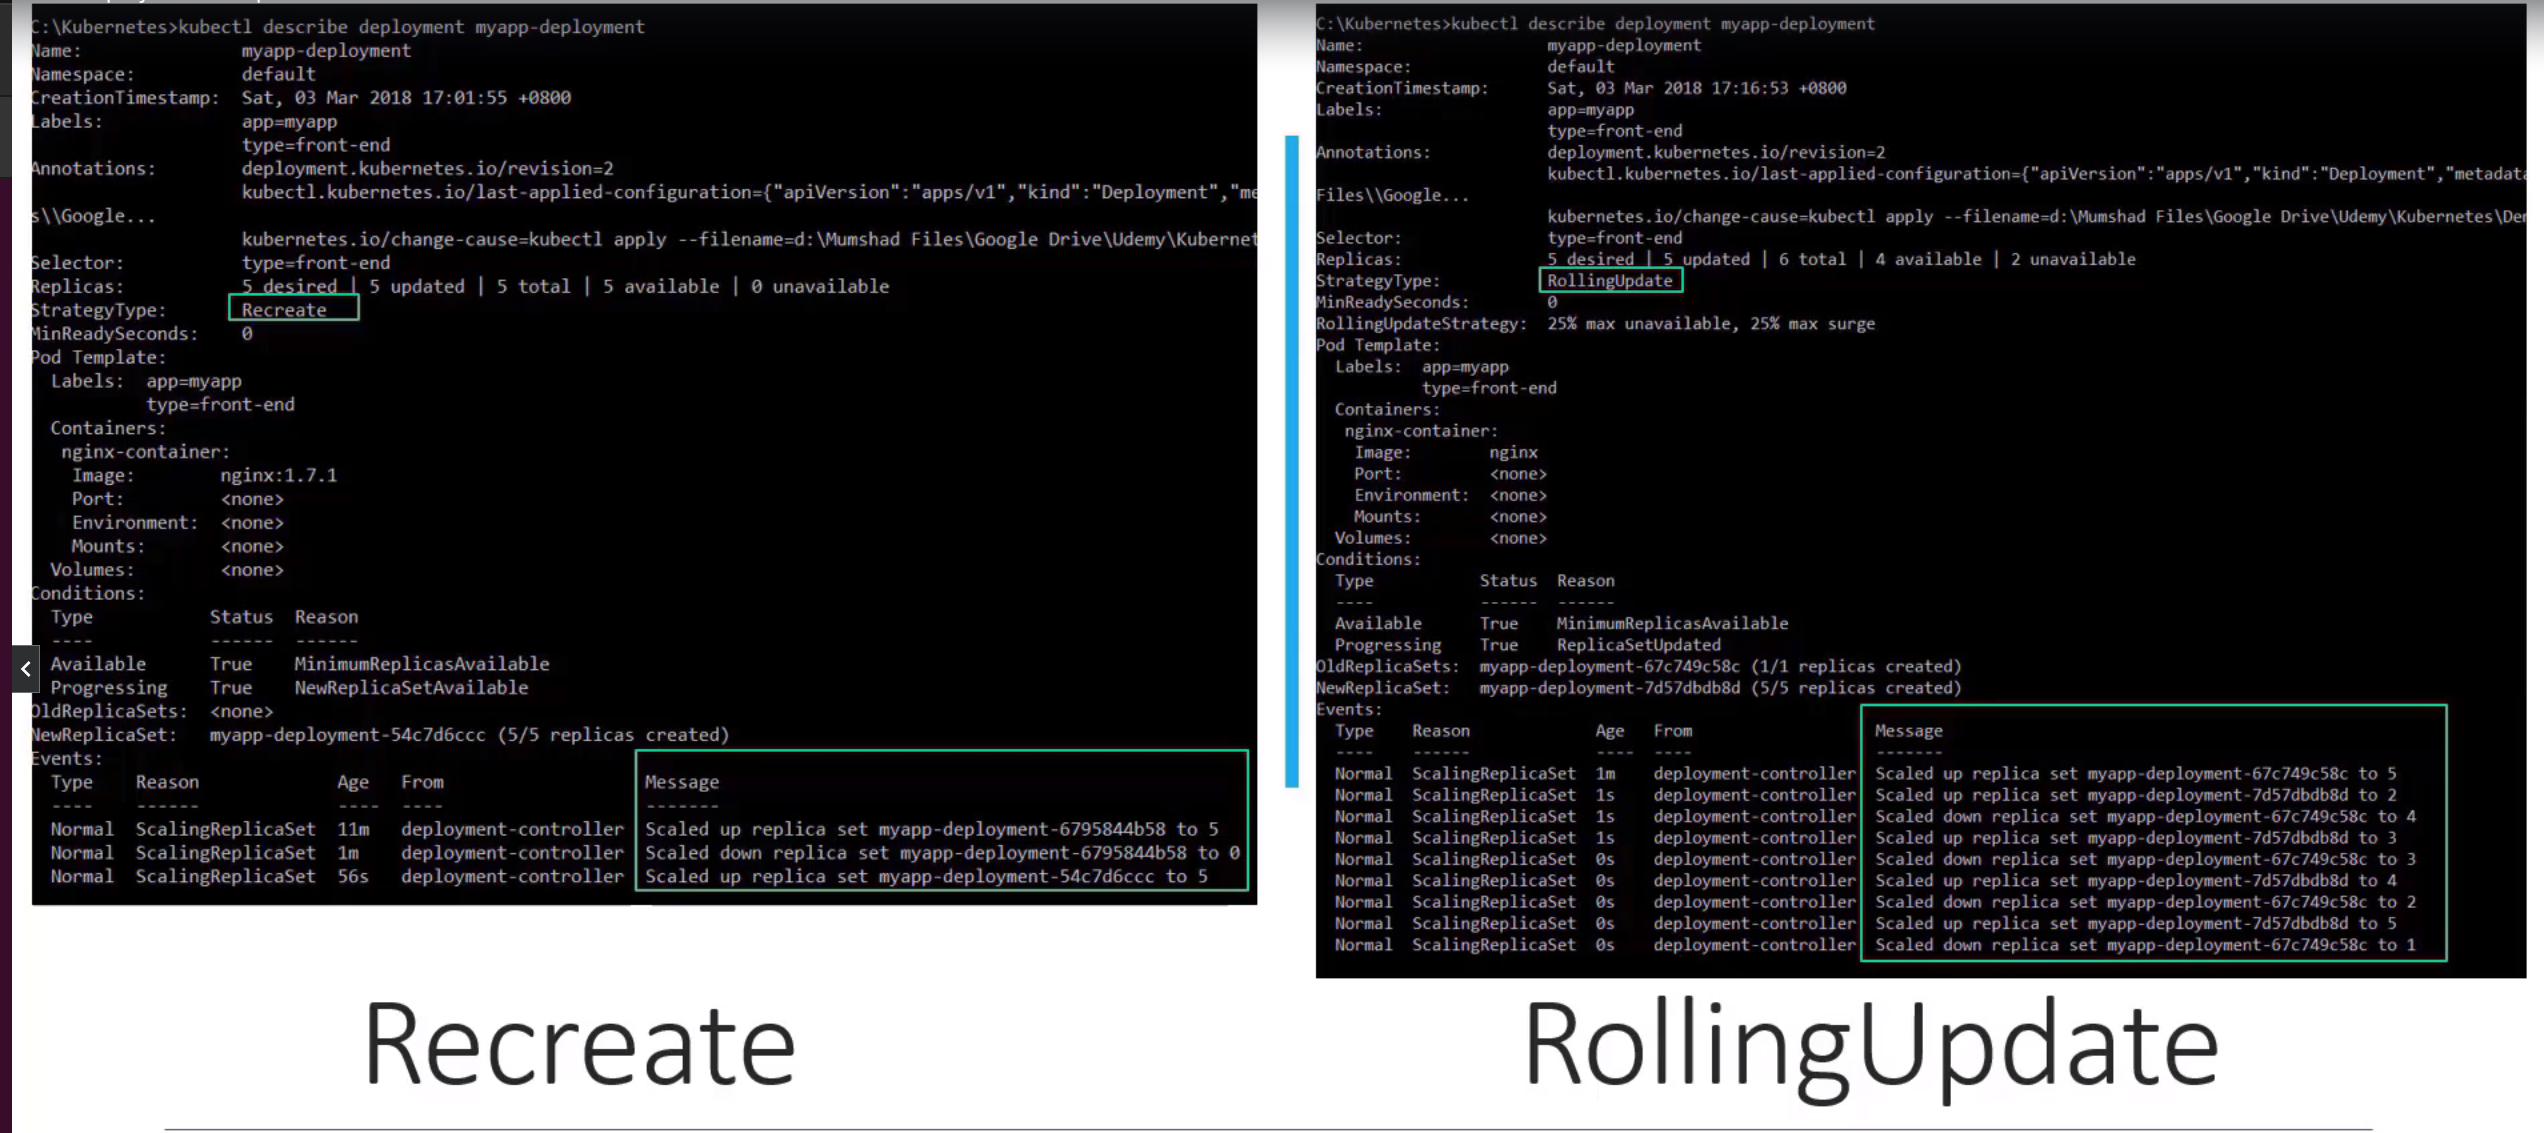 C:\Kubernetes>kubectl describe deployment myapp-deployment
Name: myapp-deployment
Namespace: default
CreationTimestamp: Sat, 03 Mar 2018 17:01:55 +0800
Labels: app=myapp
type=front-end
Annotations: deployment.kubernetes.io/revision=2
kubectl.kubernetes.io/last-applied-configuration={"apiVersion":"apps/v1","kind":"Deployment","me
s\\Google...
kubernetes.io/change-cause=kubectl apply --filename=d:\Mumshad Files\Google Drive\Udemy\Kubernet
Selector: type=front-end
Replicas: 5 desired | 5 updated | 5 total | 5 available | 0 unavailable
StrategyType: Recreate
MinReadySeconds: 0
Pod Template:
Labels: app=myapp
type=front-end
Containers:
nginx-container:
Image: nginx:1.7.1
Port: <none>
Environment: <none>
Mounts: <none>
Volumes: <none>
Conditions:
Type Status Reason
---- ------ ------
Available True MinimumReplicasAvailable
Progressing True NewReplicaSetAvailable
OldReplicaSets: <none>
NewReplicaSet: myapp-deployment-54c7d6ccc (5/5 replicas created)
Events:
Type Reason Age From Message
---- ------ ---- ---- -------
Normal ScalingReplicaSet 11m deployment-controller Scaled up replica set myapp-deployment-6795844b58 to 5
Normal ScalingReplicaSet 1m deployment-controller Scaled down replica set myapp-deployment-6795844b58 to 0
Normal ScalingReplicaSet 56s deployment-controller Scaled up replica set myapp-deployment-54c7d6ccc to 5
Recreate
C:\Kubernetes>kubectl describe deployment myapp-deployment
Name: myapp-deployment
Namespace: default
CreationTimestamp: Sat, 03 Mar 2018 17:16:53 +0800
Labels: app=myapp
type=front-end
Annotations: deployment.kubernetes.io/revision=2
kubectl.kubernetes.io/last-applied-configuration={"apiVersion":"apps/v1","kind":"Deployment","metadata
Files\\Google...
kubernetes.io/change-cause=kubectl apply --filename=d:\Mumshad Files\Google Drive\Udemy\Kubernetes\Der
Selector: type=front-end
Replicas: 5 desired | 5 updated | 6 total | 4 available | 2 unavailable
StrategyType: RollingUpdate
MinReadySeconds: 0
RollingUpdateStrategy: 25% max unavailable, 25% max surge
Pod Template:
Labels: app=myapp
type=front-end
Containers:
nginx-container:
Image: nginx
Port: <none>
Environment: <none>
Mounts: <none>
Volumes: <none>
Conditions:
Type Status Reason
---- ------ ------
Available True MinimumReplicasAvailable
Progressing True ReplicaSetUpdated
OldReplicaSets: myapp-deployment-67c749c58c (1/1 replicas created)
NewReplicaSet: myapp-deployment-7d57dbdb8d (5/5 replicas created)
Events:
Type Reason Age From Message
---- ------ ---- ---- -------
Normal ScalingReplicaSet 1m deployment-controller Scaled up replica set myapp-deployment-67c749c58c to 5
Normal ScalingReplicaSet 1s deployment-controller Scaled up replica set myapp-deployment-7d57dbdb8d to 2
Normal ScalingReplicaSet 1s deployment-controller Scaled down replica set myapp-deployment-67c749c58c to 4
Normal ScalingReplicaSet 1s deployment-controller Scaled up replica set myapp-deployment-7d57dbdb8d to 3
Normal ScalingReplicaSet 0s deployment-controller Scaled down replica set myapp-deployment-67c749c58c to 3
Normal ScalingReplicaSet 0s deployment-controller Scaled up replica set myapp-deployment-7d57dbdb8d to 4
Normal ScalingReplicaSet 0s deployment-controller Scaled down replica set myapp-deployment-67c749c58c to 2
Normal ScalingReplicaSet 0s deployment-controller Scaled up replica set myapp-deployment-7d57dbdb8d to 5
Normal ScalingReplicaSet 0s deployment-controller Scaled down replica set myapp-deployment-67c749c58c to 1
RollingUpdate